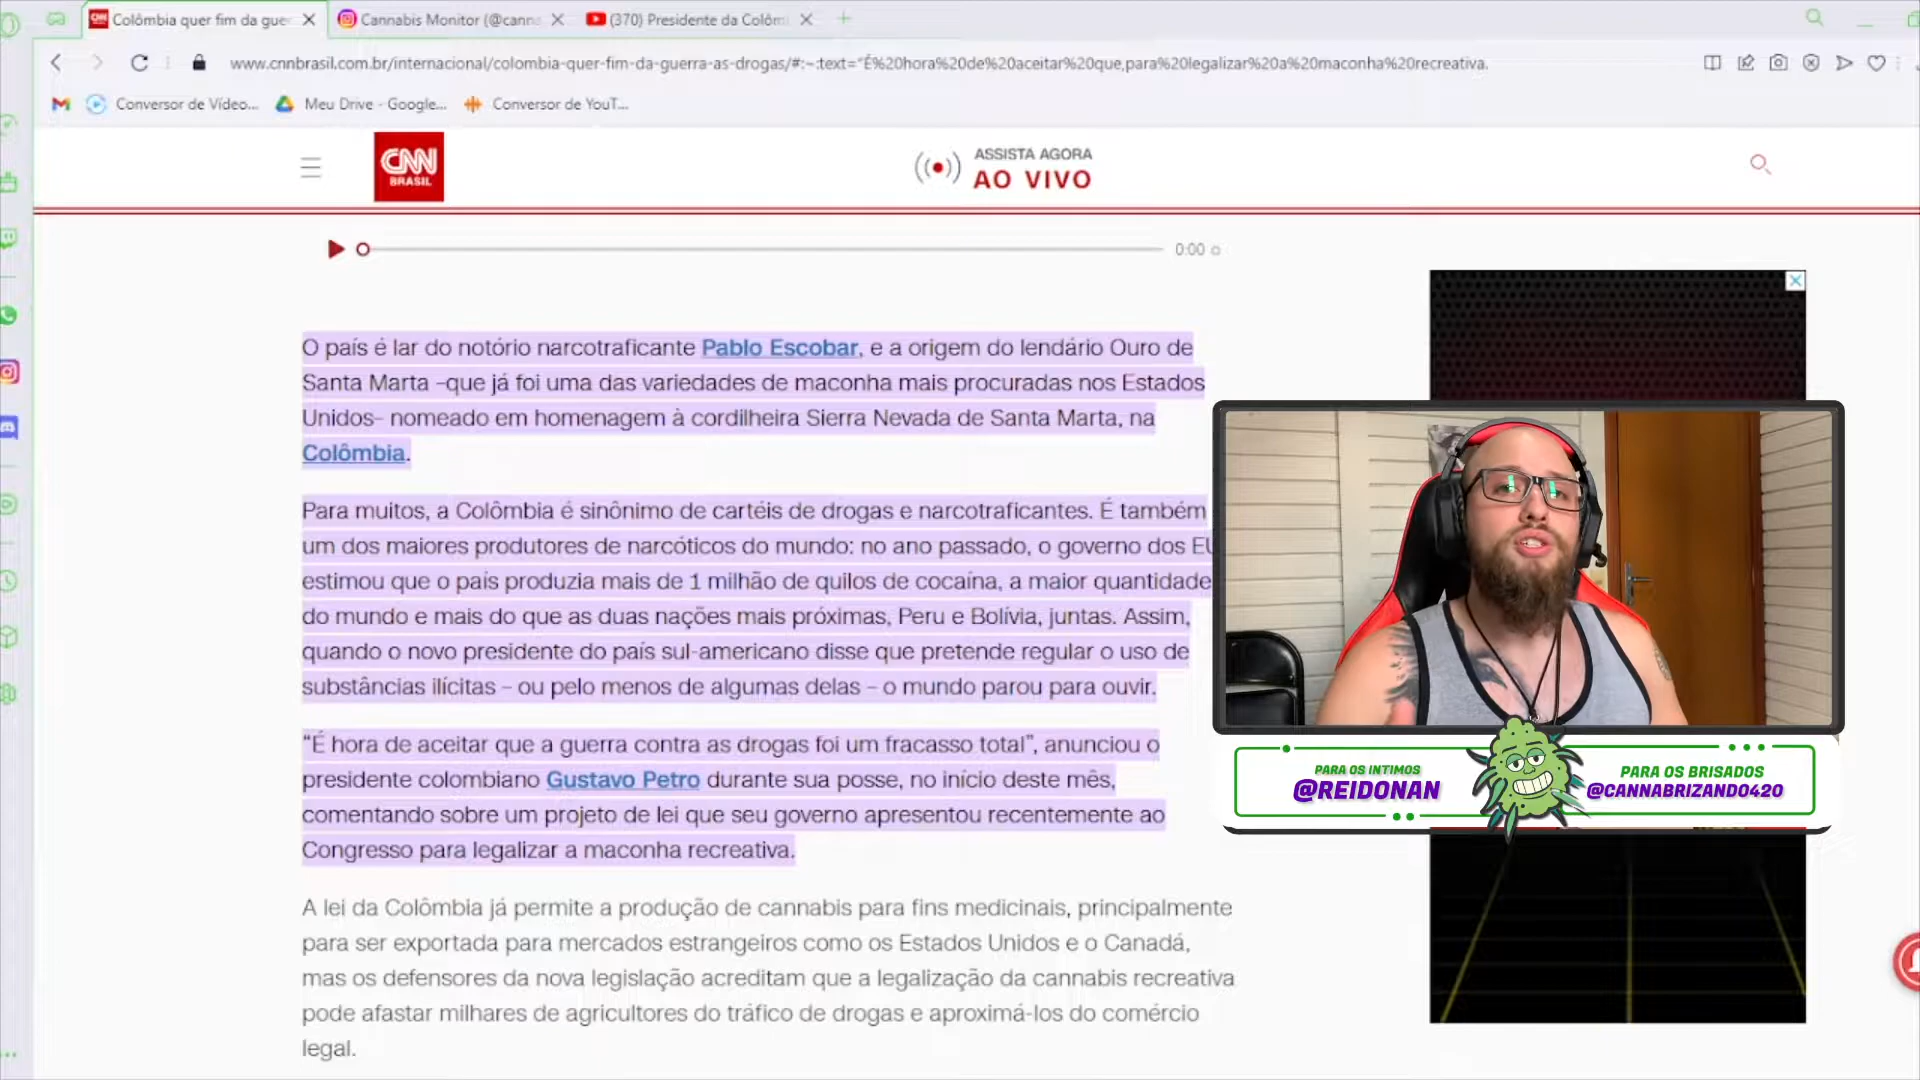 Colômbia quer fim da gue
Cannabis Monitor (@cann
(370) Presidente da Colôm
www.cnnbrasil.com.br/internacional/colombia-quer-fim-da-guerra-as-drogas/#:~:text="É%20hora%20de%20aceitar%20que,para%20legalizar%20a%20maconha%20recreativa.
Conversor de Vídeo...
Meu Drive - Google...
Conversor de YouT...
CNN
BRASIL
ASSISTA AGORA
AO VIVO
0:00
O país é lar do notório narcotraficante Pablo Escobar, e a origem do lendário Ouro de
Santa Marta –que já foi uma das variedades de maconha mais procuradas nos Estados
Unidos– nomeado em homenagem à cordilheira Sierra Nevada de Santa Marta, na
Colômbia.
Para muitos, a Colômbia é sinônimo de cartéis de drogas e narcotraficantes. É também
um dos maiores produtores de narcóticos do mundo: no ano passado, o governo dos EU
estimou que o país produzia mais de 1 milhão de quilos de cocaína, a maior quantidade
do mundo e mais do que as duas nações mais próximas, Peru e Bolívia, juntas. Assim,
quando o novo presidente do país sul-americano disse que pretende regular o uso de
substâncias ilícitas – ou pelo menos de algumas delas – o mundo parou para ouvir.
“É hora de aceitar que a guerra contra as drogas foi um fracasso total”, anunciou o
presidente colombiano Gustavo Petro durante sua posse, no início deste mês,
comentando sobre um projeto de lei que seu governo apresentou recentemente ao
Congresso para legalizar a maconha recreativa.
A lei da Colômbia já permite a produção de cannabis para fins medicinais, principalmente
para ser exportada para mercados estrangeiros como os Estados Unidos e o Canadá,
mas os defensores da nova legislação acreditam que a legalização da cannabis recreativa
pode afastar milhares de agricultores do tráfico de drogas e aproximá-los do comércio
legal.
PARA OS INTIMOS
@REIDONAN
PARA OS BRISADOS
@CANNABRIZANDO420